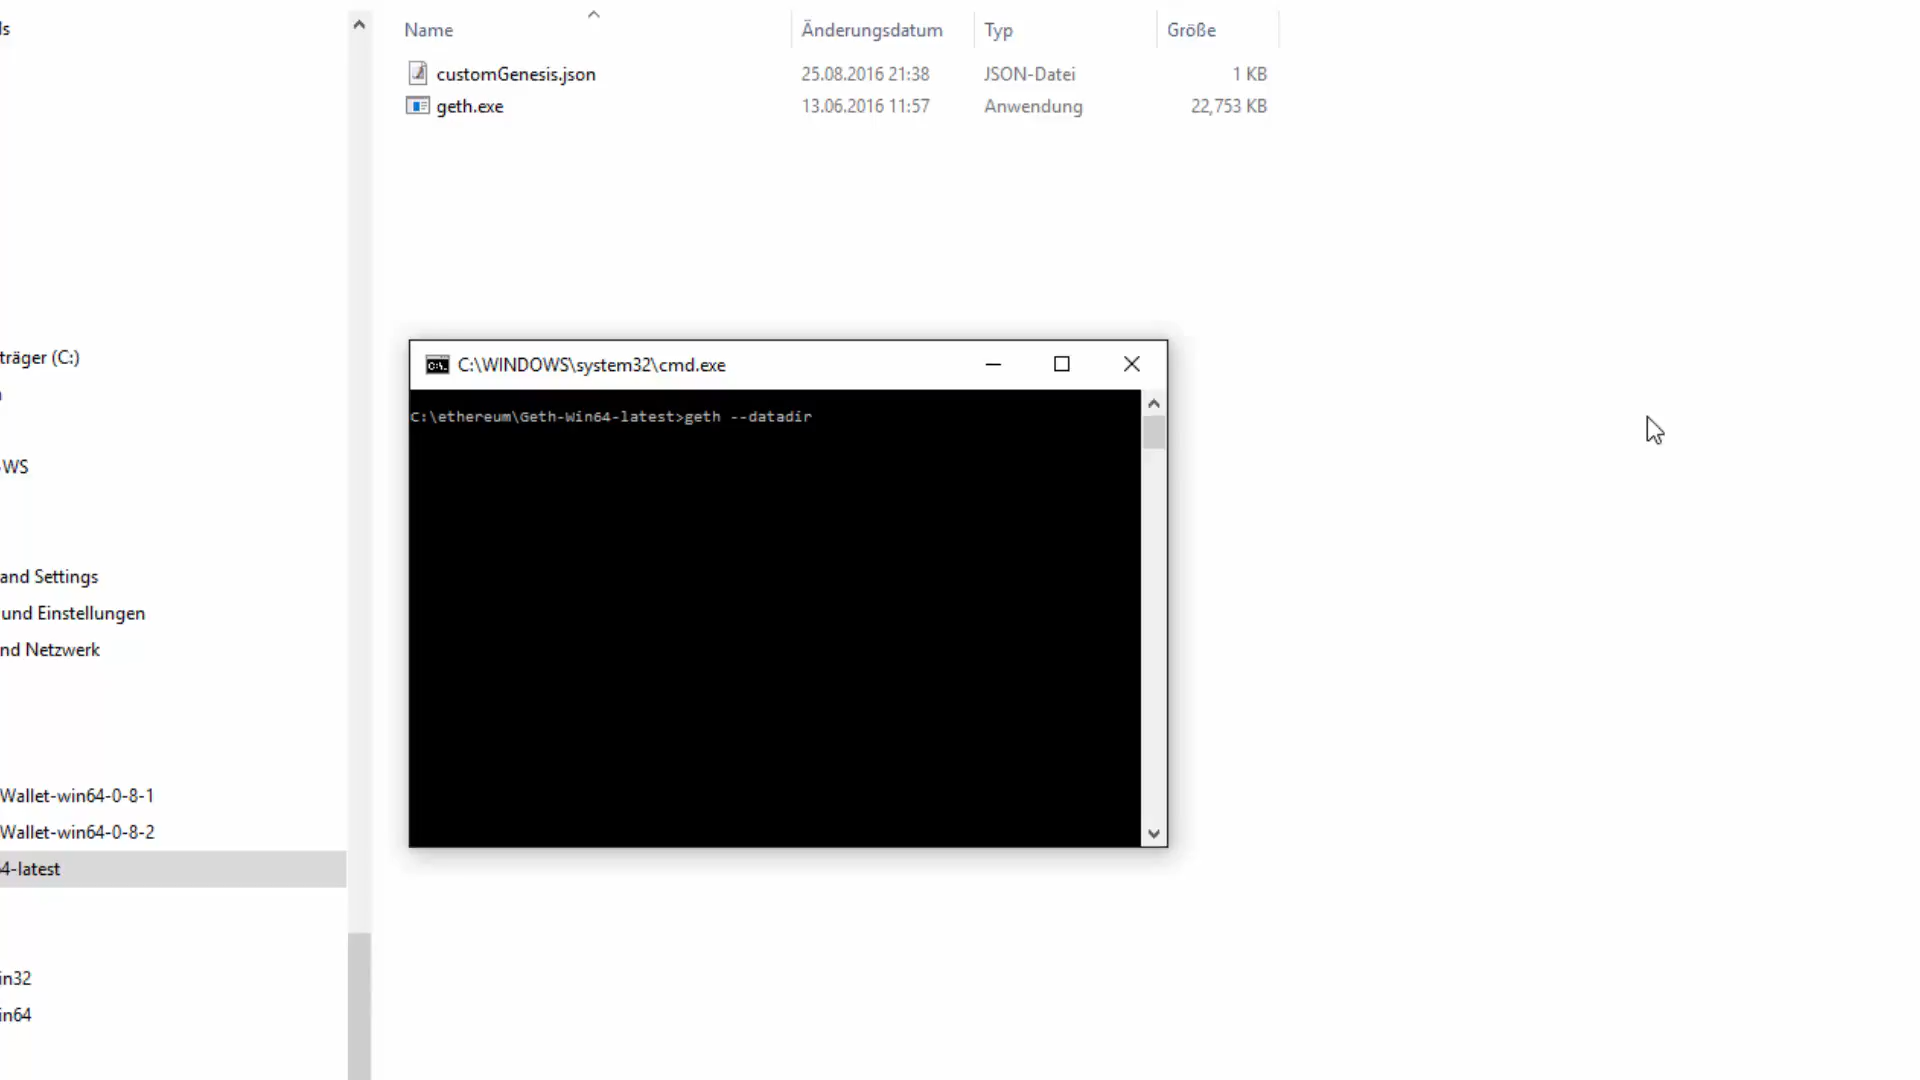 ls
Name Änderungsdatum Typ Größe
customGenesis.json 25.08.2016 21:38 JSON-Datei 1 KB
geth.exe 13.06.2016 11:57 Anwendung 22,753 KB
träger (C:)
C:\WINDOWS\system32\cmd.exe
C:\ethereum\Geth-Win64-latest>geth --datadir
WS
and Settings
und Einstellungen
nd Netzwerk
Wallet-win64-0-8-1
Wallet-win64-0-8-2
4-latest
in32
in64